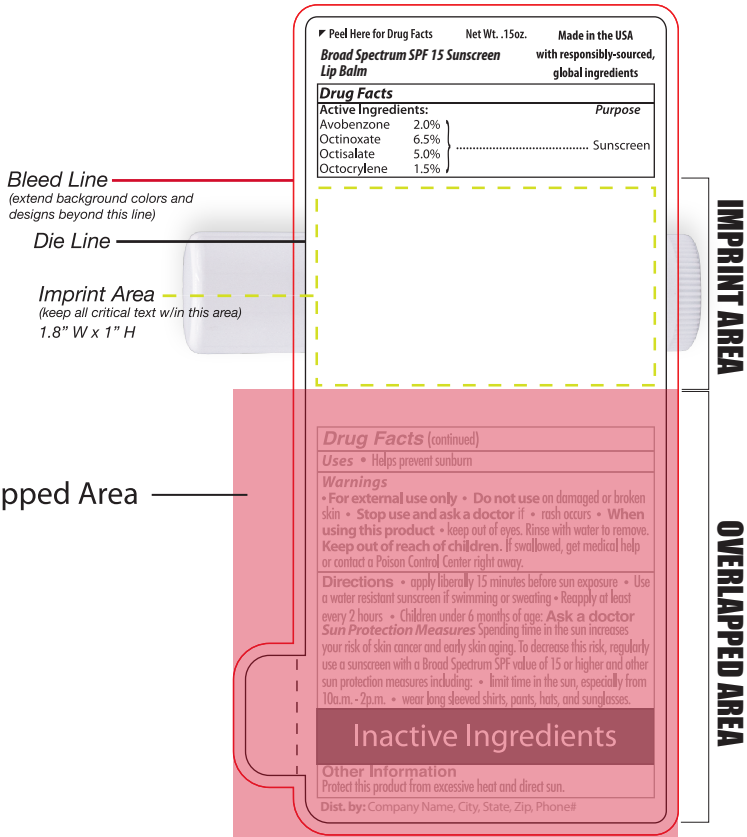 Peel Here for Drug Facts Net Wt. .15oz. Made in the USA
Broad Spectrum SPF 15 Sunscreen with responsibly-sourced,
Lip Balm global ingredients
Drug Facts
Active Ingredients: Purpose
Avobenzone 2.0%
Octinoxate 6.5%
Octisalate 5.0%
Octocrylene 1.5%
........................................ Sunscreen
Bleed Line
(extend background colors and
designs beyond this line)
Die Line
Imprint Area
(keep all critical text w/in this area)
1.8” W x 1” H
IMPRINT AREA
pped Area
OVERLAPPED AREA
Drug Facts (continued)
Uses • Helps prevent sunburn
Warnings
• For external use only • Do not use on damaged or broken
skin • Stop use and ask a doctor if • rash occurs • When
using this product • keep out of eyes. Rinse with water to remove.
Keep out of reach of children. If swallowed, get medical help
or contact a Poison Control Center right away.
Directions • apply liberally 15 minutes before sun exposure • Use
a water resistant sunscreen if swimming or sweating • Reapply at least
every 2 hours • Children under 6 months of age: Ask a doctor
Sun Protection Measures Spending time in the sun increases
your risk of skin cancer and early skin aging. To decrease this risk, regularly
use a sunscreen with a Broad Spectrum SPF value of 15 or higher and other
sun protection measures including: • limit time in the sun, especially from
10a.m. - 2p.m. • wear long sleeved shirts, pants, hats, and sunglasses.
Inactive Ingredients
Other Information
Protect this product from excessive heat and direct sun.
Dist. by: Company Name, City, State, Zip, Phone#